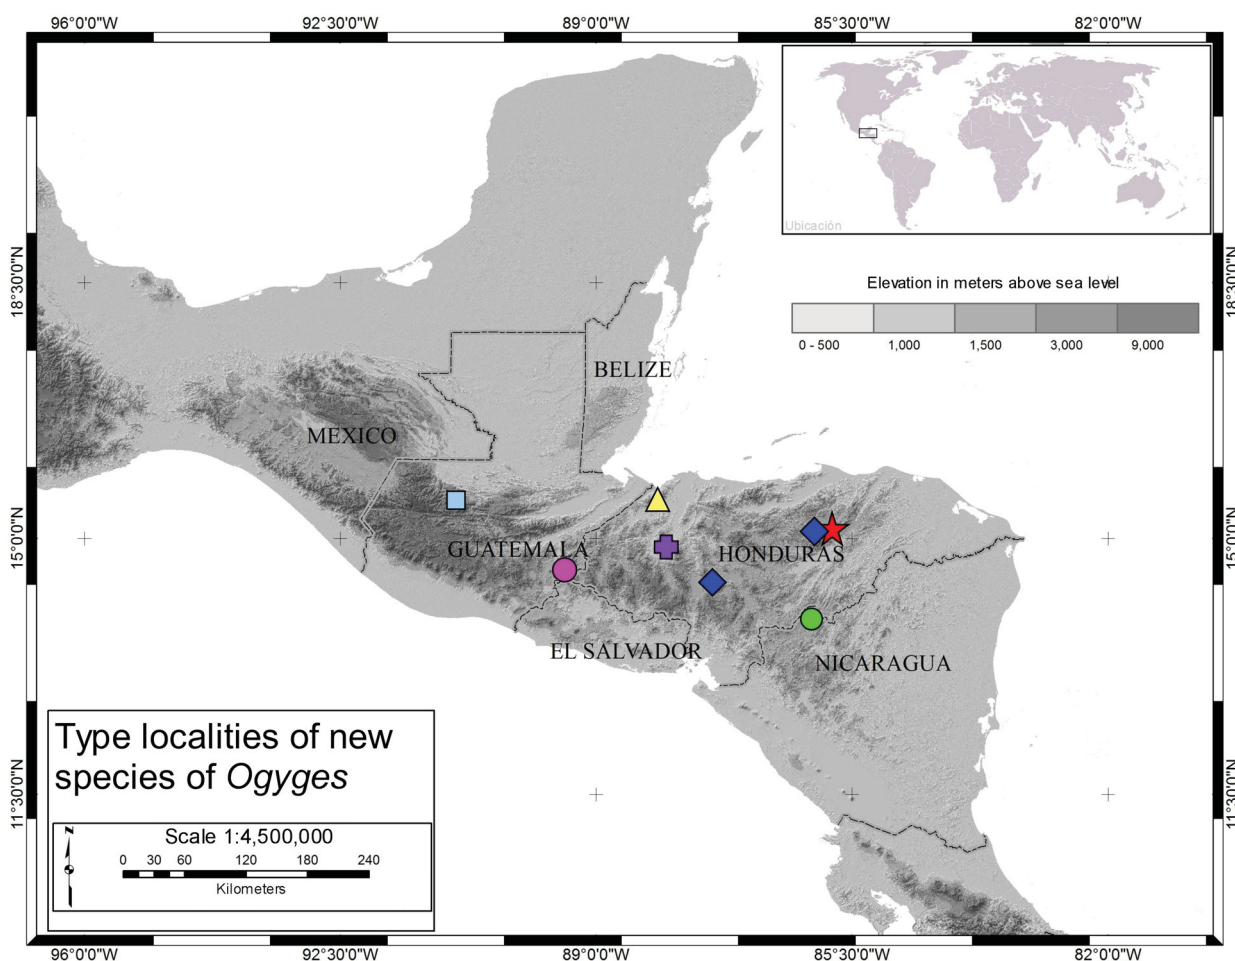 96°0'0"W 92°30'0"W 89°0'0"W 85°30'0"W 82°0'0"W
Ubicación
18°30'0"N
18°30'0"N
Elevation in meters above sea level
0 - 500 1,000 1,500 3,000 9,000
BELIZE
MEXICO
15°0'0"N
15°0'0"N
GUATEMALA
HONDURAS
EL SALVADOR
NICARAGUA
Type localities of new
species of Ogyges
11°30'0"N
11°30'0"N
N
Scale 1:4,500,000
0 30 60 120 180 240
Kilometers
96°0'0"W 92°30'0"W 89°0'0"W 85°30'0"W 82°0'0"W